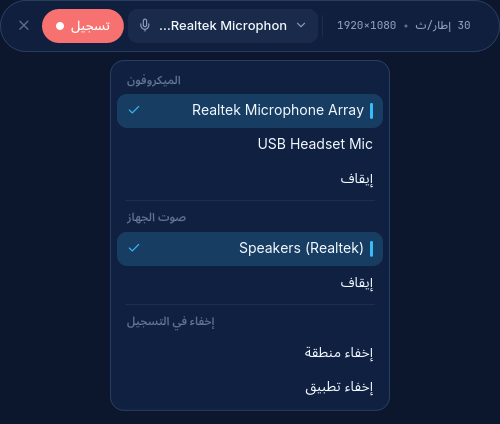 30 إطار/ث • 1920×1080
Realtek Microphon...
تسجيل
الميكروفون
Realtek Microphone Array
USB Headset Mic
إيقاف
صوت الجهاز
Speakers (Realtek)
إيقاف
إخفاء في التسجيل
إخفاء منطقة
إخفاء تطبيق